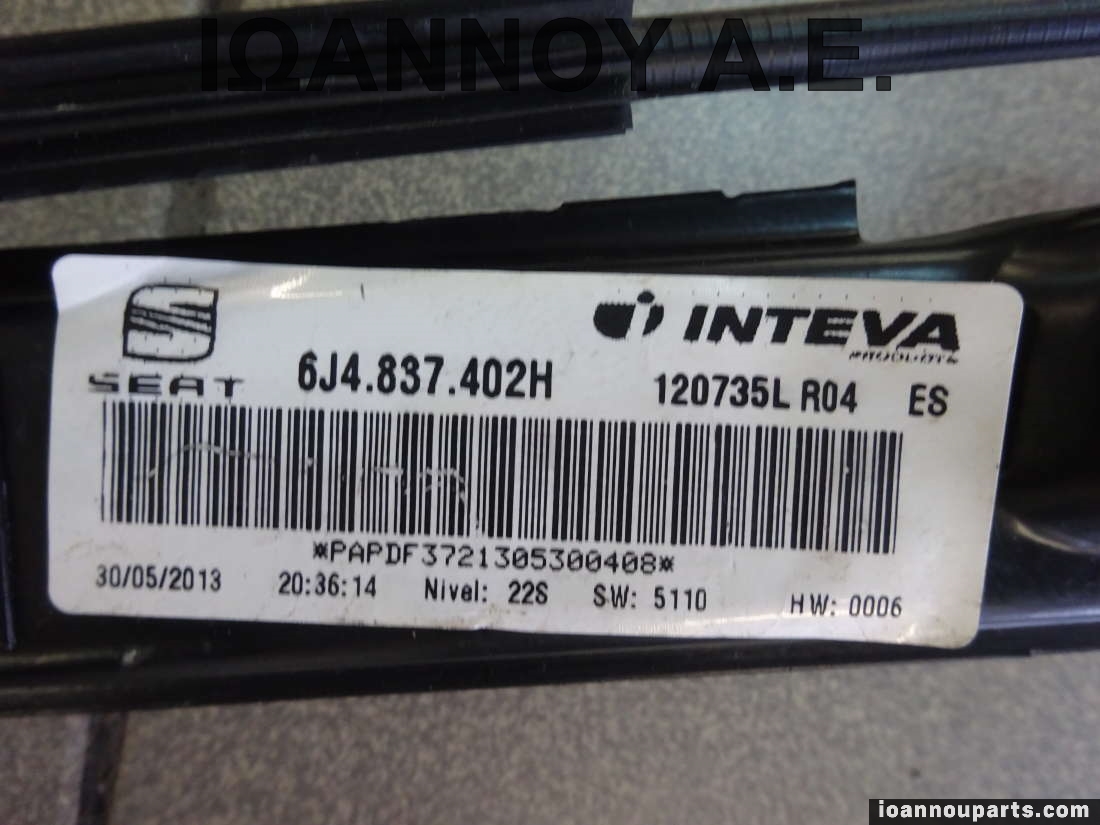 ΙΩΑΝΝΟΥ Α.Ε.
INTEVA
PRODUCTS
SEAT
6J4.837.402H
120735L R04 ES
*PAPDF3721305300408*
30/05/2013 20:36:14 Nivel: 22S SW: 5110 HW: 0006
ioannouparts.com